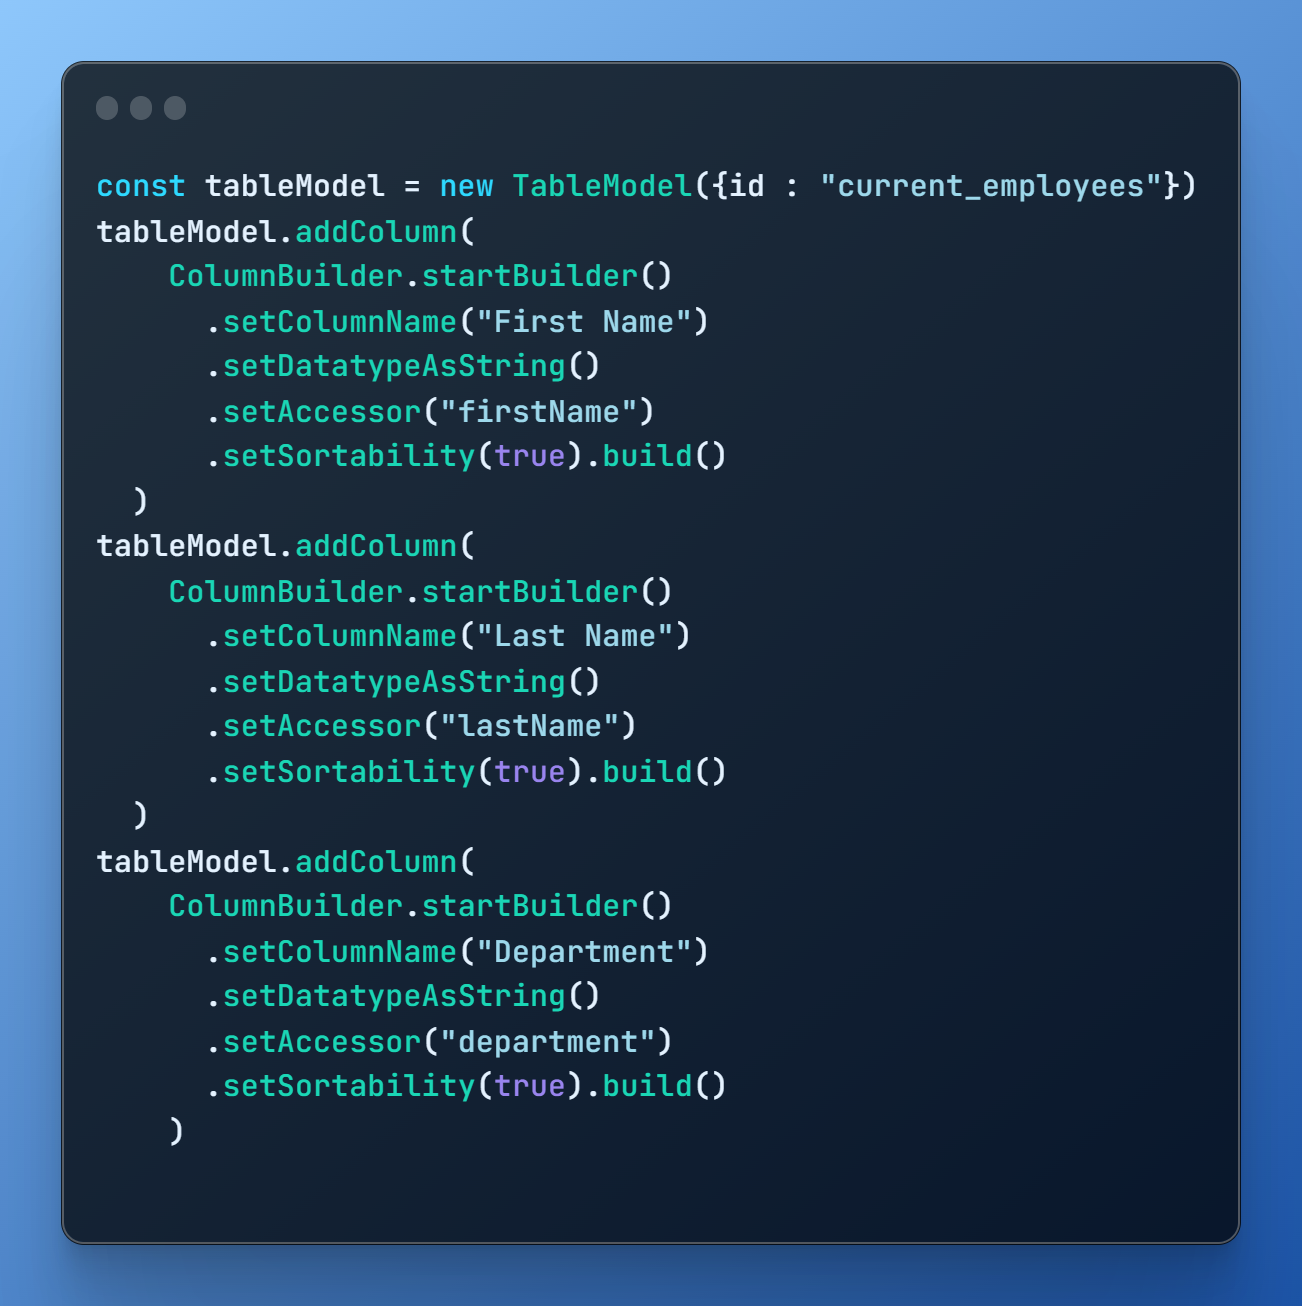 const tableModel = new TableModel({id : "current_employees"})
tableModel.addColumn(
    ColumnBuilder.startBuilder()
      .setColumnName("First Name")
      .setDatatypeAsString()
      .setAccessor("firstName")
      .setSortability(true).build()
  )
tableModel.addColumn(
    ColumnBuilder.startBuilder()
      .setColumnName("Last Name")
      .setDatatypeAsString()
      .setAccessor("lastName")
      .setSortability(true).build()
  )
tableModel.addColumn(
    ColumnBuilder.startBuilder()
      .setColumnName("Department")
      .setDatatypeAsString()
      .setAccessor("department")
      .setSortability(true).build()
    )